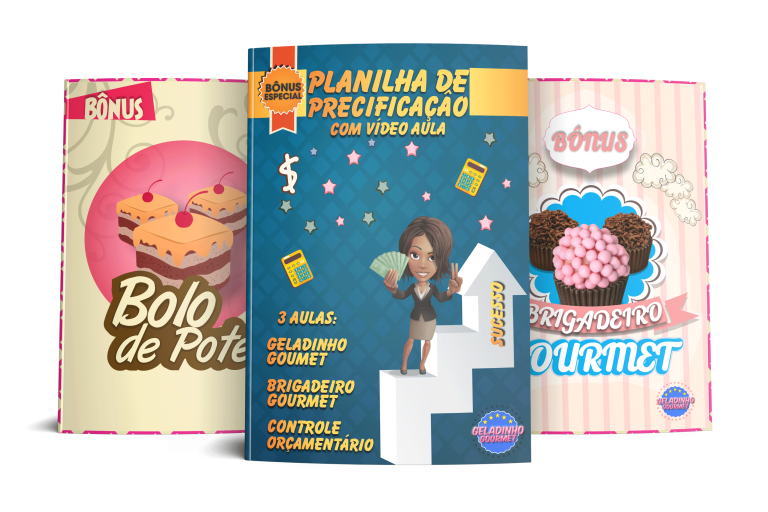 BÔNUS
Bolo
de Pote
BÔNUS
ESPECIAL
PLANILHA DE
PRECIFICAÇÃO
COM VÍDEO AULA
$
SUCESSO
3 AULAS:
GELADINHO
GOUMET
BRIGADEIRO
GOURMET
CONTROLE
ORÇAMENTÁRIO
GELADINHO
GOURMET
BÔNUS
BRIGADEIRO
GOURMET
GELADINHO
GOURMET